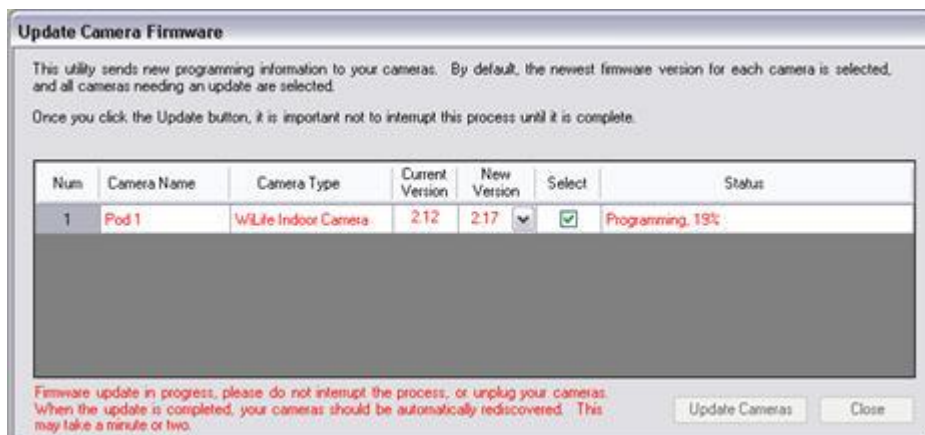 Update Camera Firmware
This utility sends new programming information to your cameras. By default, the newest firmware version for each camera is selected,
and all cameras needing an update are selected.
Once you click the Update button, it is important not to interrupt this process until it is complete.
Num Camera Name Camera Type Current Version New Version Select Status
1 Pod 1 WiLife Indoor Camera 2.12 2.17 Programming, 19%
Firmware update in progress, please do not interrupt the process, or unplug your cameras.
When the update is completed, your cameras should be automatically rediscovered. This
may take a minute or two.
Update Cameras Close